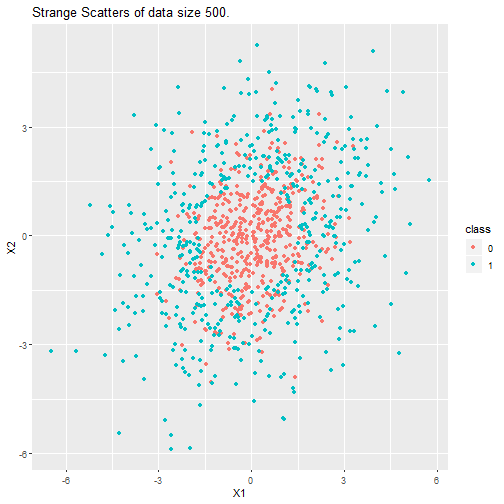 Strange Scatters of data size 500.
X2
3
0
-3
-6
-6
-3
0
3
6
X1
class
0
1